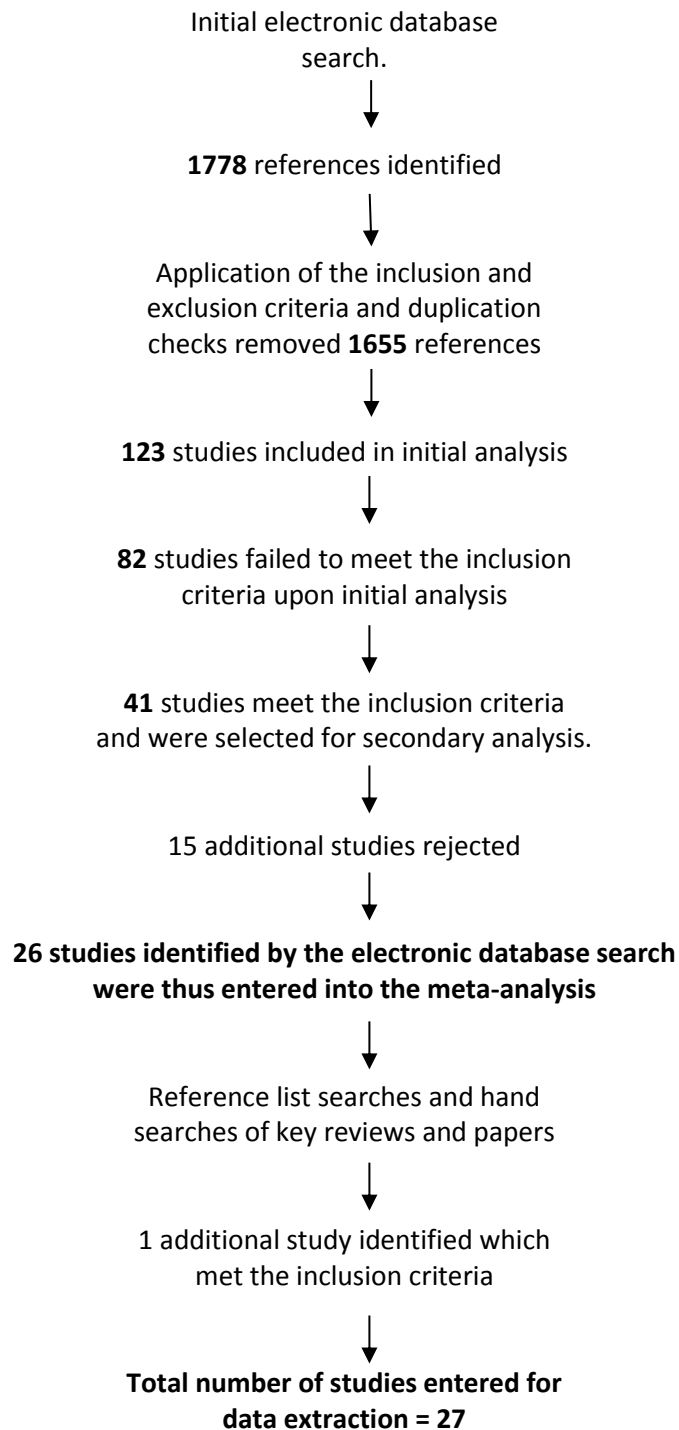 Initial electronic database
search.
1778 references identified
Application of the inclusion and
exclusion criteria and duplication
checks removed 1655 references
123 studies included in initial analysis
82 studies failed to meet the inclusion
criteria upon initial analysis
41 studies meet the inclusion criteria
and were selected for secondary analysis.
15 additional studies rejected
26 studies identified by the electronic database search
were thus entered into the meta-analysis
Reference list searches and hand
searches of key reviews and papers
1 additional study identified which
met the inclusion criteria
Total number of studies entered for
data extraction = 27